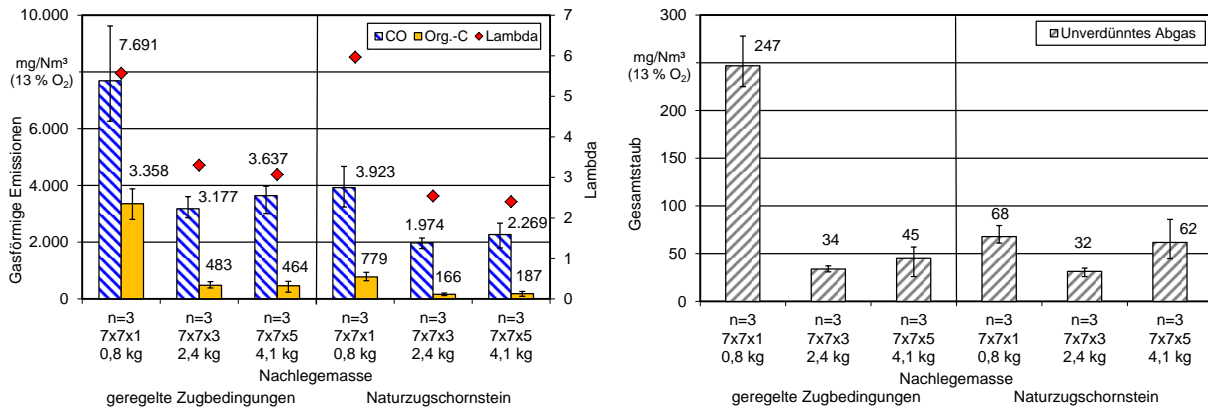 10.000
mg/Nm³
(13 % O₂)
6.000
4.000
2.000
0
Gasförmige Emissionen
CO Org.-C Lambda
7.691
3.358
3.177
483
3.637
464
3.923
779
1.974
166
2.269
187
7
6
5
4
3
2
1
0
Lambda
n=3 n=3 n=3 n=3 n=3 n=3
7x7x1 7x7x3 7x7x5 7x7x1 7x7x3 7x7x5
0,8 kg 2,4 kg 4,1 kg 0,8 kg 2,4 kg 4,1 kg
Nachlegemasse
geregelte Zugbedingungen Naturzugschornstein
300
mg/Nm³
(13 % O₂)
200
150
100
50
0
Gesamtstaub
Unverdünntes Abgas
247
34
45
68
32
62
n=3 n=3 n=3 n=3 n=3 n=3
7x7x1 7x7x3 7x7x5 7x7x1 7x7x3 7x7x5
0,8 kg 2,4 kg 4,1 kg 0,8 kg 2,4 kg 4,1 kg
Nachlegemasse
geregelte Zugbedingungen Naturzugschornstein